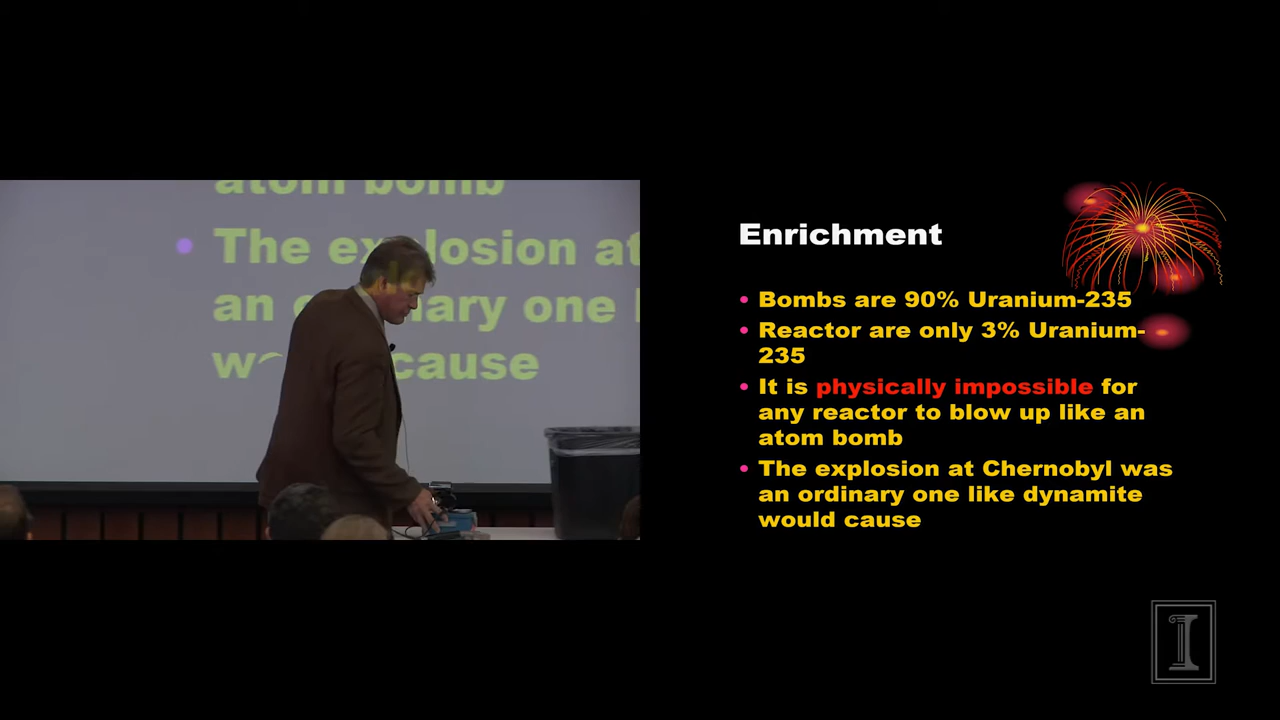 atom bomb
The explosion at
an
nary one
cause
Enrichment
• Bombs are 90% Uranium-235
• Reactor are only 3% Uranium-
235
• It is physically impossible for
any reactor to blow up like an
atom bomb
• The explosion at Chernobyl was
an ordinary one like dynamite
would cause
I